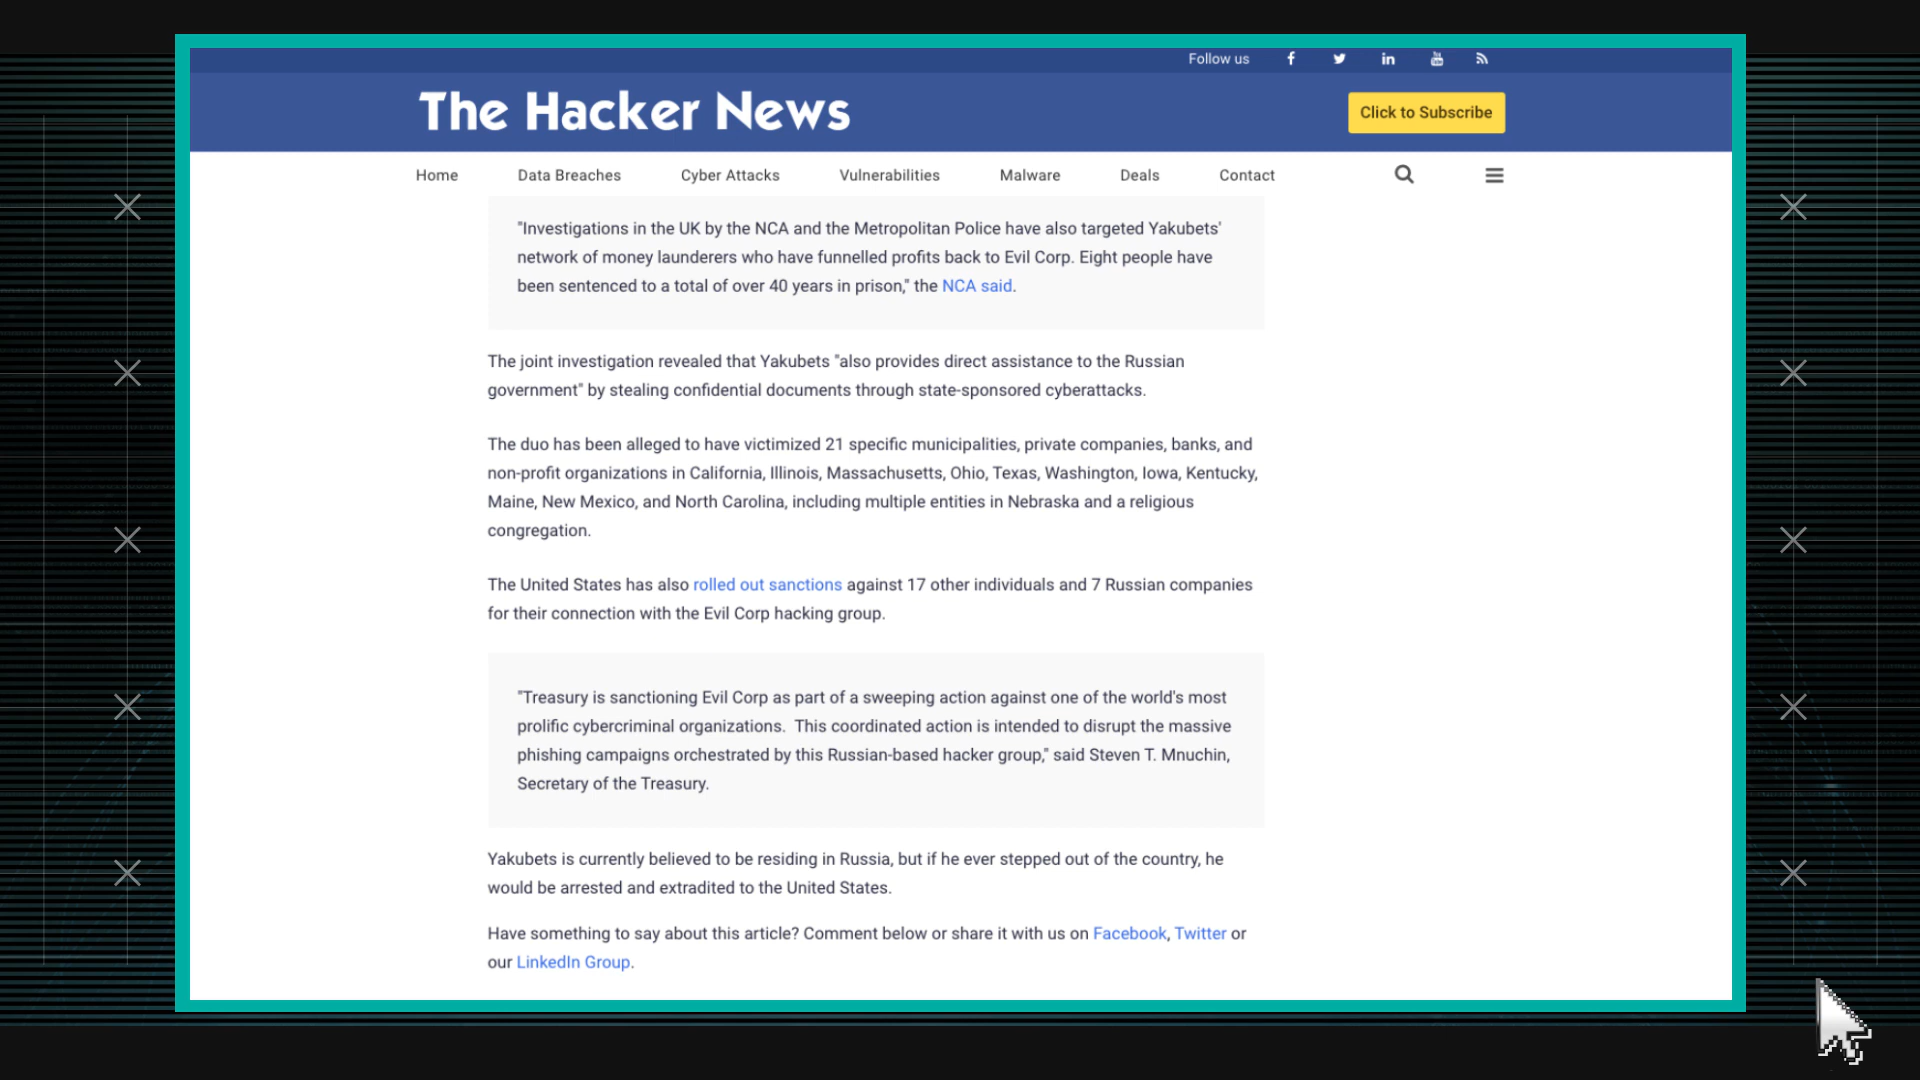 Follow us
The Hacker News
Click to Subscribe
Home Data Breaches Cyber Attacks Vulnerabilities Malware Deals Contact
"Investigations in the UK by the NCA and the Metropolitan Police have also targeted Yakubets'
network of money launderers who have funnelled profits back to Evil Corp. Eight people have
been sentenced to a total of over 40 years in prison," the NCA said.
The joint investigation revealed that Yakubets "also provides direct assistance to the Russian
government" by stealing confidential documents through state-sponsored cyberattacks.
The duo has been alleged to have victimized 21 specific municipalities, private companies, banks, and
non-profit organizations in California, Illinois, Massachusetts, Ohio, Texas, Washington, Iowa, Kentucky,
Maine, New Mexico, and North Carolina, including multiple entities in Nebraska and a religious
congregation.
The United States has also rolled out sanctions against 17 other individuals and 7 Russian companies
for their connection with the Evil Corp hacking group.
"Treasury is sanctioning Evil Corp as part of a sweeping action against one of the world's most
prolific cybercriminal organizations.  This coordinated action is intended to disrupt the massive
phishing campaigns orchestrated by this Russian-based hacker group," said Steven T. Mnuchin,
Secretary of the Treasury.
Yakubets is currently believed to be residing in Russia, but if he ever stepped out of the country, he
would be arrested and extradited to the United States.
Have something to say about this article? Comment below or share it with us on Facebook, Twitter or
our LinkedIn Group.